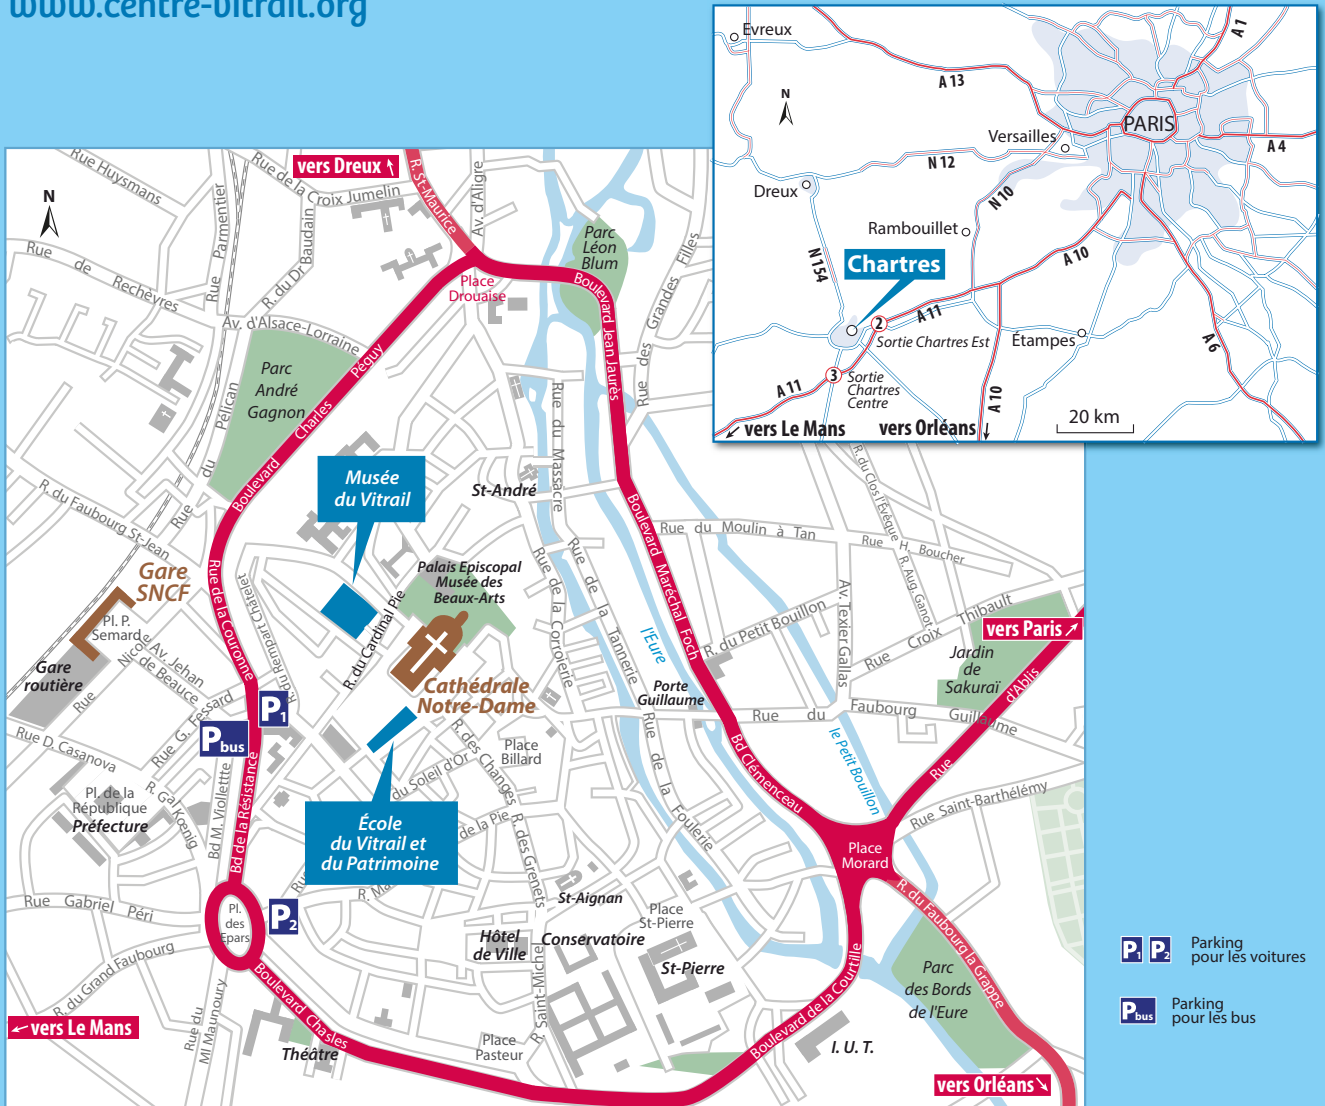 www.centre-vitrail.org
Evreux
A 1
A 13
N
PARIS
Versailles
A 4
N 12
Dreux
N 10
Rambouillet
N 154
A 10
Chartres
2
A 11
Sortie Chartres Est
Étampes
A 6
3
Sortie
Chartres
Centre
A 11
A 10
20 km
vers Le Mans
vers Orléans
Rue Huysmans
Rue de la Croix Jumelin
vers Dreux
R. St-Maurice
Av. d'Aligre
N
Rue Parmentier
R. du Dr Baudain
Parc
Léon
Blum
Rue des Grandes Filles
Rue de Rechèvres
Place
Drouaise
Av. d'Alsace-Lorraine
Boulevard Jean Jaurès
Parc
André
Gagnon
Boulevard Charles Péguy
Rue du Pélican
Rue du Massacre
Musée
du Vitrail
St-André
R. du Faubourg St-Jean
R. du Clos l'Évêque
Rue du Moulin à Tan
Rue H. Boucher
Boulevard Maréchal Foch
Gare
SNCF
Palais Episcopal
Musée des
Beaux-Arts
Rue de la Couronne
R. du Rempart Chatelet
R. du Cardinal Pie
Rue de la Corroierie
Rue de la Tannerie
R. Aug. Ganot
Av. Texier Gallas
Rue Croix Thibault
R. du Petit Bouillon
l'Eure
Pl. P.
Semard
vers Paris
Jardin
de
Sakuraï
Av. Jehan
de Beauce
Rue Nicole
Gare
routière
Cathédrale
Notre-Dame
Porte
Guillaume
Rue du Faubourg Guillaume
Rue d'Ablis
Rue G. Fessard
P1
Pbus
Rue D. Casanova
R. des Changes
Place
Billard
R. du Soleil d'Or
Rue de la Foulerie
Bd Clémenceau
le Petit Bouillon
Pl. de la
République
Préfecture
R. Gal Kœnig
Bd M. Viollettte
Bd de la Résistance
École
du Vitrail et
du Patrimoine
de la Pie
R. des Grenets
Rue Saint-Barthélémy
Place
Morard
Rue Gabriel Péri
Pl.
des
Epars
P2
R. Ma
St-Aignan
Place
St-Pierre
R. du Faubourg la Grappe
Hôtel
de Ville
Conservatoire
St-Pierre
R. du Grand Faubourg
Boulevard Chasles
R. Saint-Michel
Boulevard de la Courtille
Parc
des Bords
de l'Eure
P1 P2 Parking
pour les voitures
Pbus Parking
pour les bus
vers Le Mans
Rue du
Ml Maunoury
Théâtre
Place
Pasteur
I. U. T.
vers Orléans